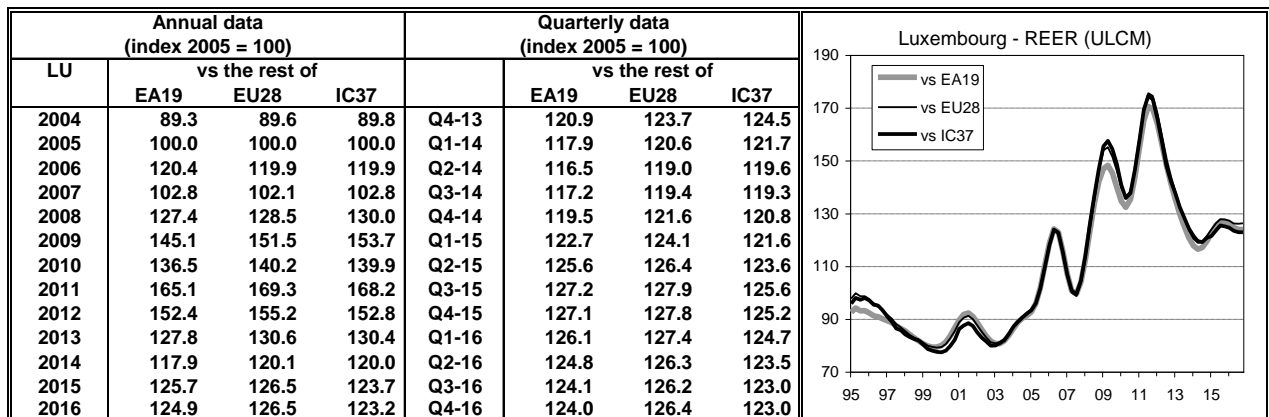 Annual data Quarterly data
(index 2005 = 100) (index 2005 = 100)
LU vs the rest of vs the rest of
EA19 EU28 IC37 EA19 EU28 IC37
2004 89.3 89.6 89.8 Q4-13 120.9 123.7 124.5
2005 100.0 100.0 100.0 Q1-14 117.9 120.6 121.7
2006 120.4 119.9 119.9 Q2-14 116.5 119.0 119.6
2007 102.8 102.1 102.8 Q3-14 117.2 119.4 119.3
2008 127.4 128.5 130.0 Q4-14 119.5 121.6 120.8
2009 145.1 151.5 153.7 Q1-15 122.7 124.1 121.6
2010 136.5 140.2 139.9 Q2-15 125.6 126.4 123.6
2011 165.1 169.3 168.2 Q3-15 127.2 127.9 125.6
2012 152.4 155.2 152.8 Q4-15 127.1 127.8 125.2
2013 127.8 130.6 130.4 Q1-16 126.1 127.4 124.7
2014 117.9 120.1 120.0 Q2-16 124.8 126.3 123.5
2015 125.7 126.5 123.7 Q3-16 124.1 126.2 123.0
2016 124.9 126.5 123.2 Q4-16 124.0 126.4 123.0
Luxembourg - REER (ULCM)
190
vs EA19
170
vs EU28
vs IC37
150
130
110
90
70
95 97 99 01 03 05 07 09 11 13 15